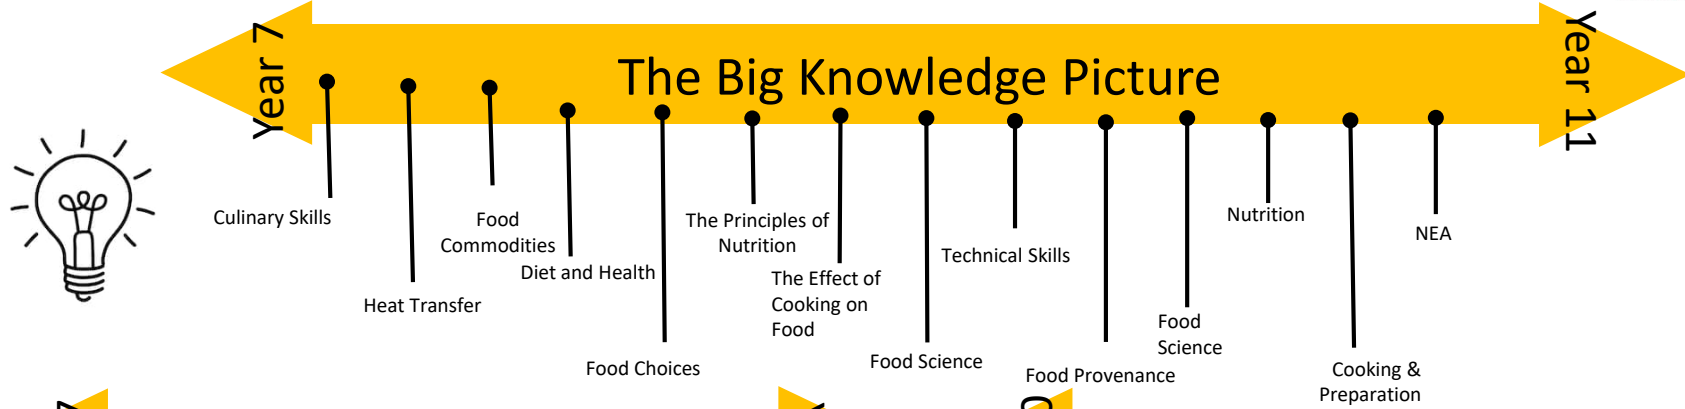 The Big Knowledge Picture
Year 7
Year 11
Culinary Skills
Heat Transfer
Food
Commodities
Diet and Health
Food Choices
The Principles of
Nutrition
The Effect of
Cooking on
Food
Food Science
Technical Skills
Food Provenance
Food
Science
Nutrition
Cooking &
Preparation
NEA